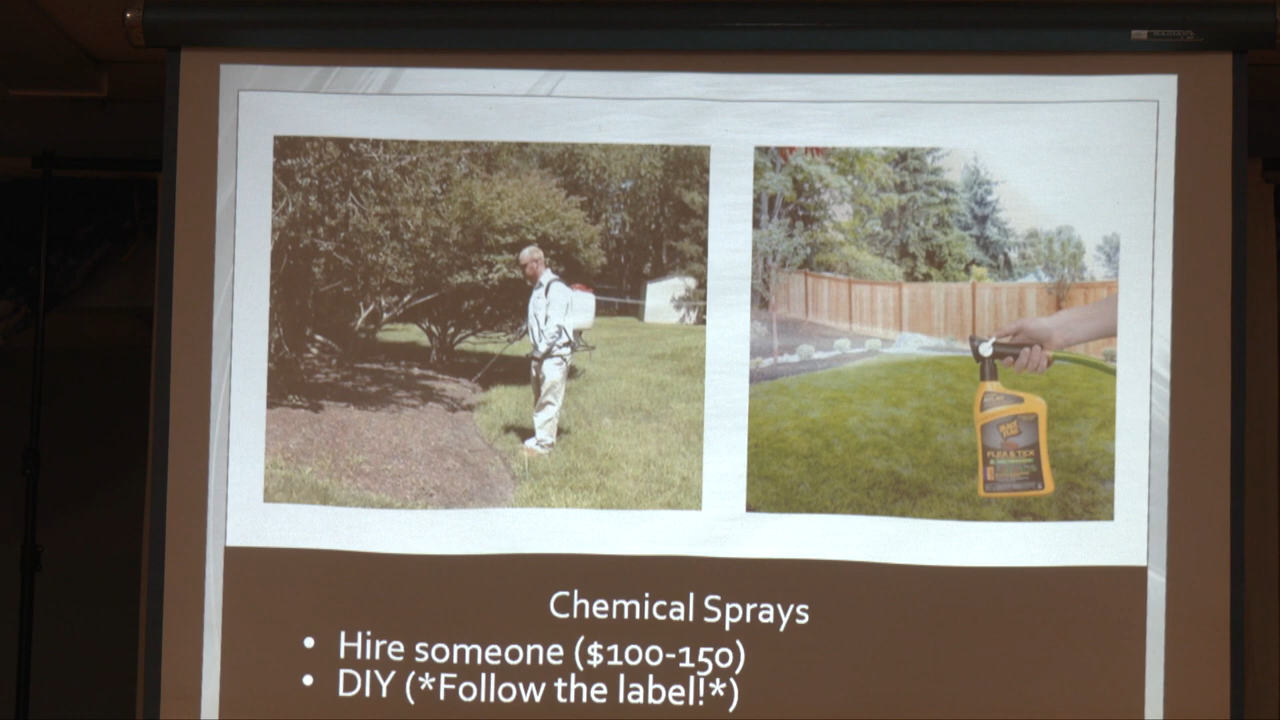 FLEA & TICK
Chemical Sprays
• Hire someone ($100-150)
• DIY (*Follow the label!*)